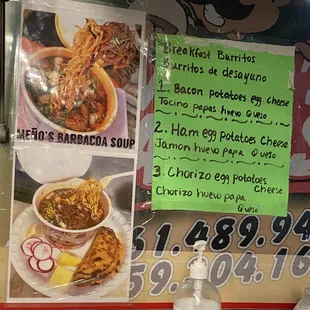 MEÑO'S BARBACOA SOUP
Breakfast Burritos
Burritos de desayuno
1. Bacon potatoes egg cheese
Tocino papas huevo Queso
2. Ham egg potatoes cheese
Jamon huevo papa Queso
3. Chorizo egg potatoes
Cheese
Chorizo huevo papa
Queso
61.489.94
59.204.16